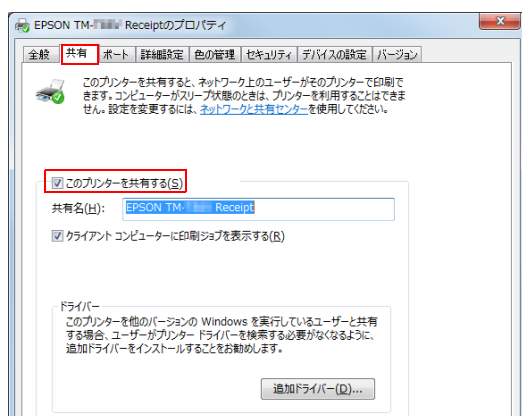 EPSON TM- Receiptのプロパティ
全般 共有 ポート 詳細設定 色の管理 セキュリティ デバイスの設定 バージョン
このプリンターを共有すると、ネットワーク上のユーザーがそのプリンターで印刷で
きます。コンピューターがスリープ状態のときは、プリンターを利用することはできま
せん。設定を変更するには、ネットワークと共有センターを使用してください。
このプリンターを共有する(S)
共有名(H): EPSON TM- Receipt
クライアント コンピューターに印刷ジョブを表示する(R)
ドライバー
このプリンターを他のバージョンの Windows を実行しているユーザーと共有
する場合、ユーザーがプリンター ドライバーを検索する必要がなくなるように、
追加ドライバーをインストールすることをお勧めします。
追加ドライバー(D)...